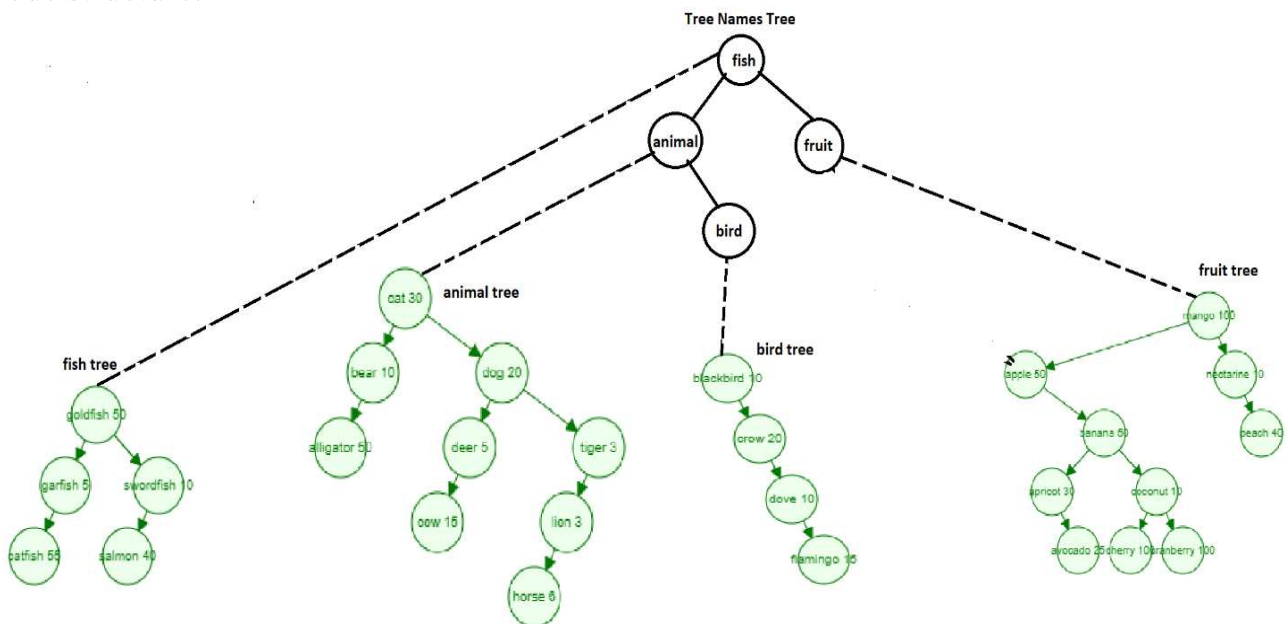 Tree Names Tree
fish
animal
fruit
bird
fruit tree
cat 30
animal tree
mango 100
fish tree
bear 10
dog 20
bird tree
blackbird 10
apple 50
nectarine 10
goldfish 50
alligator 50
deer 5
tiger 3
crow 20
banana 50
peach 40
garfish 5
swordfish 10
cow 15
lion 3
dove 10
apricot 30
coconut 10
catfish 55
salmon 40
horse 6
flamingo 15
avocado 25
cherry 100
cranberry 100